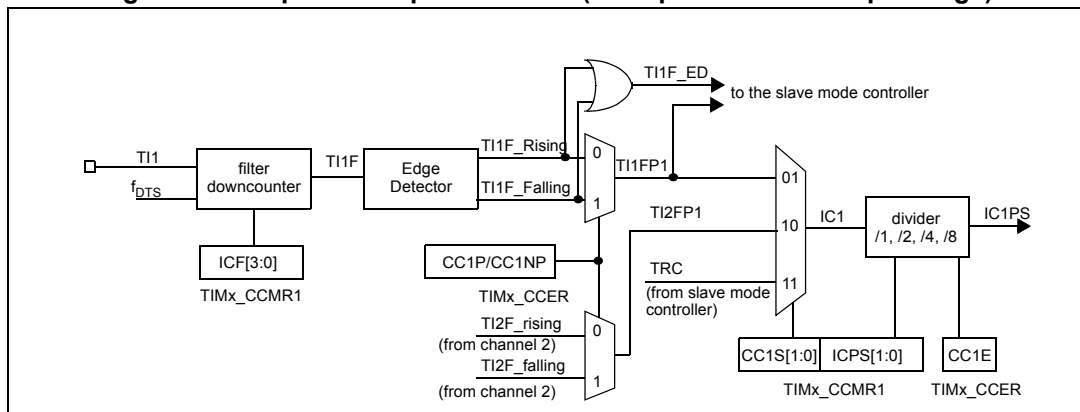 TI1F_ED
to the slave mode controller
TI1
fDTS
filter
downcounter
TI1F
Edge
Detector
TI1F_Rising
TI1F_Falling
0
1
TI1FP1
TI2FP1
01
10
11
IC1
divider
/1, /2, /4, /8
IC1PS
ICF[3:0]
TIMx_CCMR1
CC1P/CC1NP
TIMx_CCER
TRC
(from slave mode
controller)
TI2F_rising
(from channel 2)
TI2F_falling
(from channel 2)
0
1
CC1S[1:0]
ICPS[1:0]
CC1E
TIMx_CCMR1
TIMx_CCER